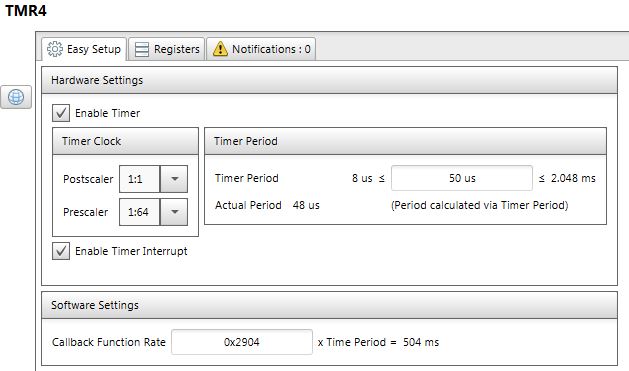 TMR4
Easy Setup
Registers
Notifications : 0
Hardware Settings
Enable Timer
Timer Clock
Postscaler 1:1
Prescaler 1:64
Timer Period
Timer Period 8 us ≤ 50 us ≤ 2.048 ms
Actual Period 48 us (Period calculated via Timer Period)
Enable Timer Interrupt
Software Settings
Callback Function Rate 0x2904 x Time Period = 504 ms